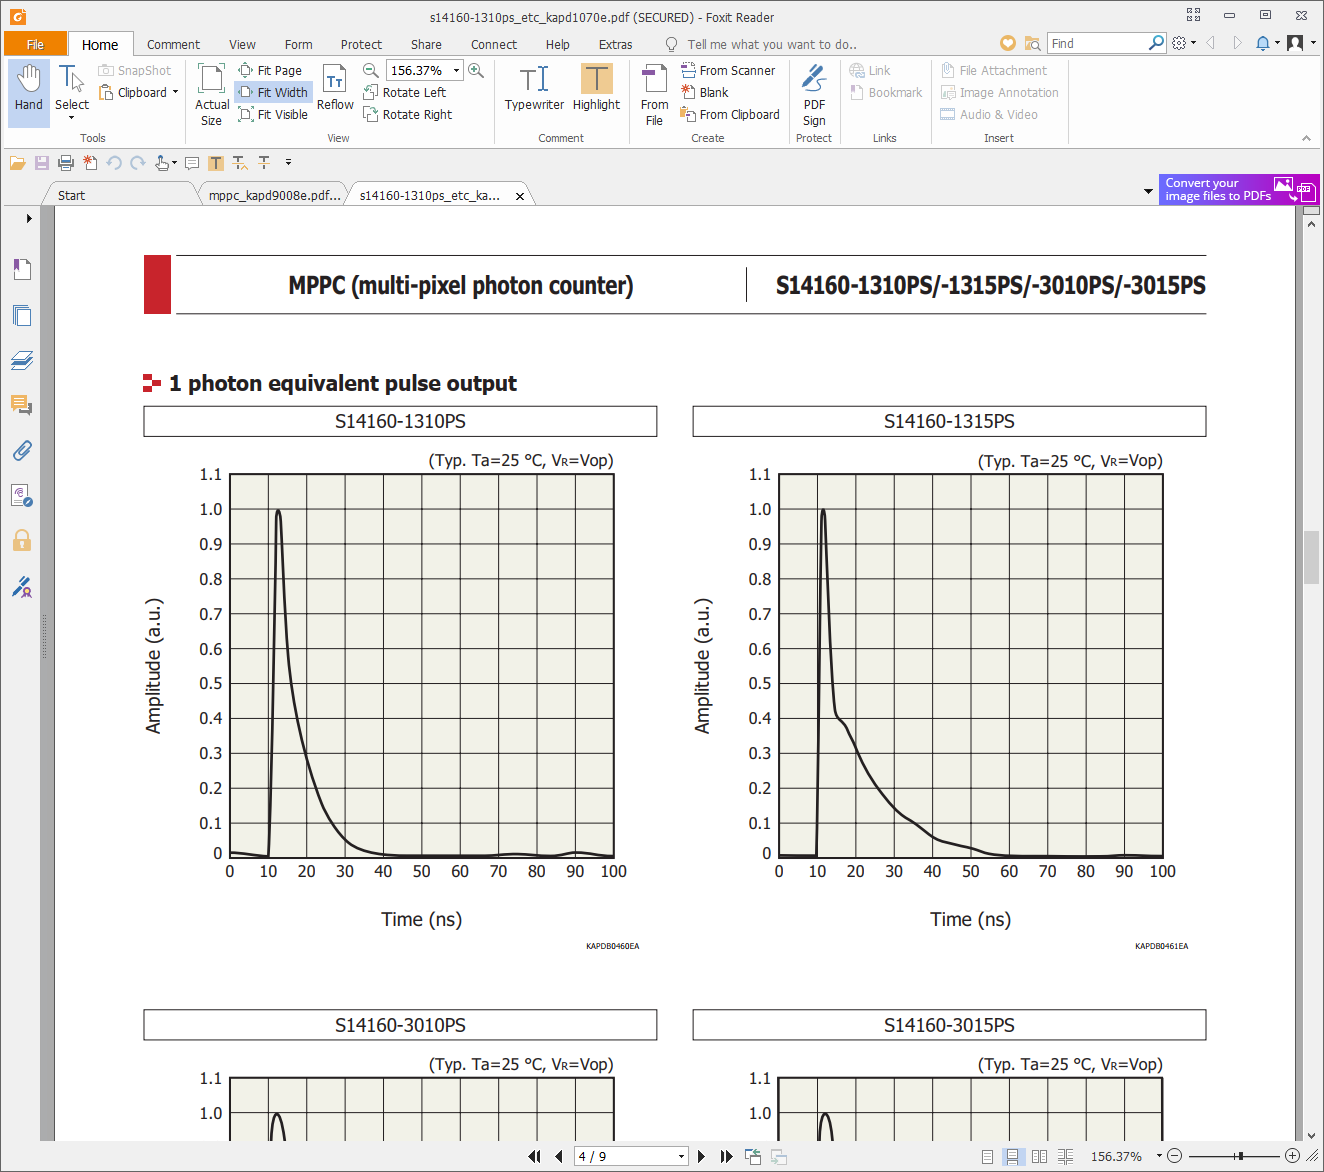 s14160-1310ps_etc_kapd1070e.pdf (SECURED) - Foxit Reader
File Home Comment View Form Protect Share Connect Help Extras Tell me what you want to do.. Find
Hand
Select
SnapShot
Clipboard
Tools
Actual Size
Fit Page
Fit Width
Fit Visible
Reflow
156.37%
Rotate Left
Rotate Right
View
Typewriter
Highlight
Comment
From File
From Scanner
Blank
From Clipboard
Create
PDF Sign
Protect
Link
Bookmark
Links
File Attachment
Image Annotation
Audio & Video
Insert
Start mppc_kapd9008e.pdf... s14160-1310ps_etc_ka...
Convert your
image files to PDFs
MPPC (multi-pixel photon counter) S14160-1310PS/-1315PS/-3010PS/-3015PS
1 photon equivalent pulse output
S14160-1310PS
(Typ. Ta=25 °C, VR=Vop)
1.1
1.0
0.9
0.8
0.7
0.6
0.5
0.4
0.3
0.2
0.1
0
Amplitude (a.u.)
0 10 20 30 40 50 60 70 80 90 100
Time (ns)
KAPDB0460EA
S14160-1315PS
(Typ. Ta=25 °C, VR=Vop)
1.1
1.0
0.9
0.8
0.7
0.6
0.5
0.4
0.3
0.2
0.1
0
Amplitude (a.u.)
0 10 20 30 40 50 60 70 80 90 100
Time (ns)
KAPDB0461EA
S14160-3010PS
(Typ. Ta=25 °C, VR=Vop)
1.1
1.0
S14160-3015PS
(Typ. Ta=25 °C, VR=Vop)
1.1
1.0
4 / 9
156.37%